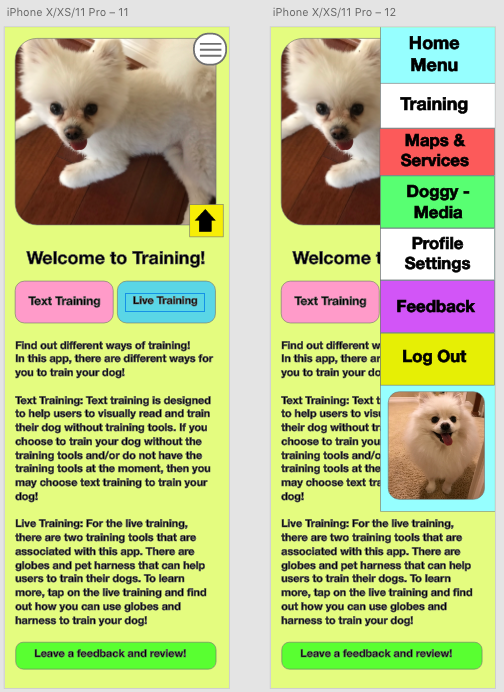 iPhone X/XS/11 Pro – 11
Welcome to Training!
Text Training
Live Training
Find out different ways of training!
In this app, there are different ways for
you to train your dog!
Text Training: Text training is designed
to help users to visually read and train
their dog without training tools. If you
choose to train your dog without the
training tools and/or do not have the
training tools at the moment, then you
may choose text training to train your
dog!
Live Training: For the live training,
there are two training tools that are
associated with this app. There are
globes and pet harness that can help
users to train their dogs. To learn
more, tap on the live training and find
out how you can use globes and
harness to train your dog!
Leave a feedback and review!
iPhone X/XS/11 Pro – 12
Home
Menu
Training
Maps &
Services
Doggy -
Media
Profile
Settings
Feedback
Log Out
Welcome t
Text Training
Find out different w
In this app, there ar
you to train your do
Text Training: Text t
to help users to visu
their dog without tra
choose to train you
training tools and/o
training tools at the
may choose text tra
dog!
Live Training: For the live training,
there are two training tools that are
associated with this app. There are
globes and pet harness that can help
users to train their dogs. To learn
more, tap on the live training and find
out how you can use globes and
harness to train your dog!
Leave a feedback and review!